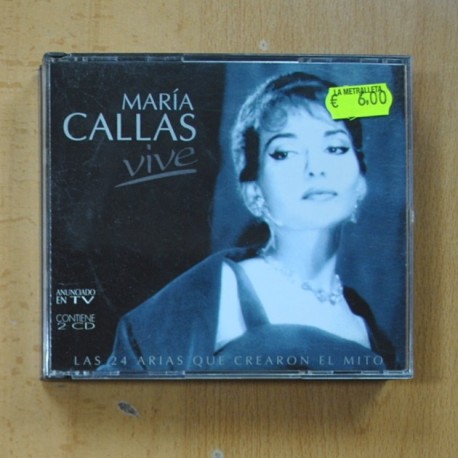 MARÍA
CALLAS
vive
LA METRALLETA
€ 6,00
ANUNCIADO
EN TV
CONTIENE
2 CD
LAS 24 ARIAS QUE CREARON EL MITO